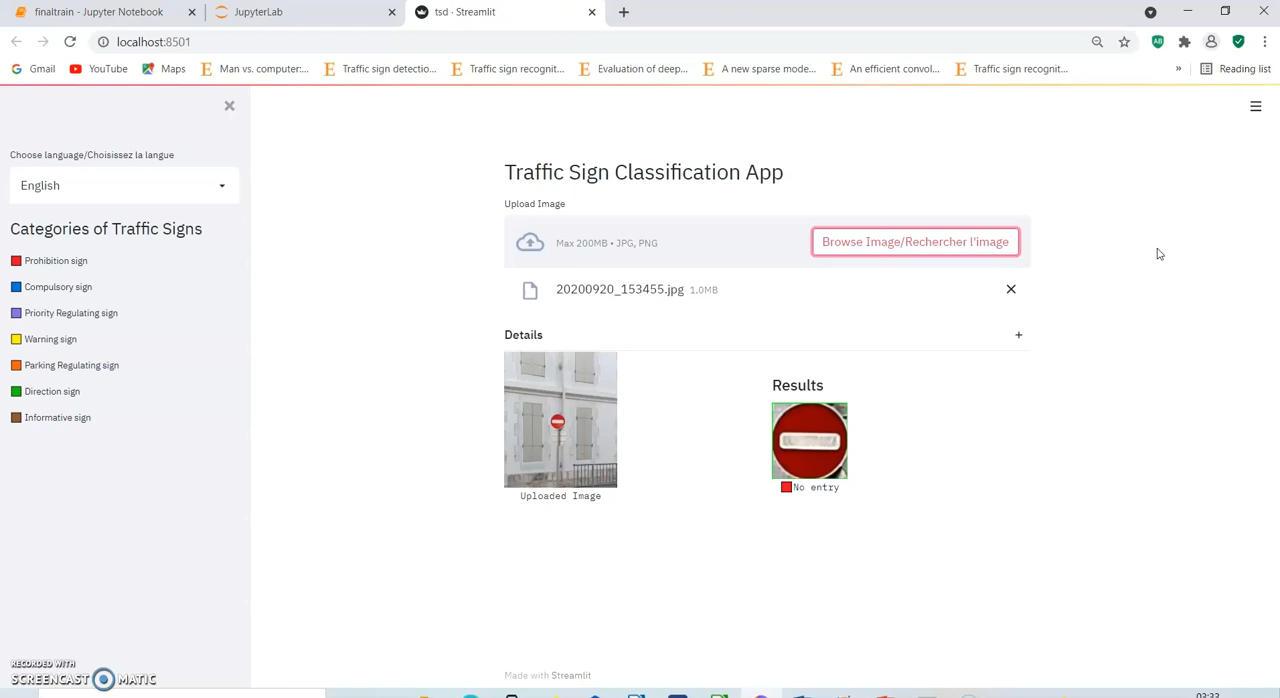 finaltrain - Jupyter Notebook
JupyterLab
tsd · Streamlit
localhost:8501
Gmail
YouTube
Maps
Man vs. computer:...
Traffic sign detectio...
Traffic sign recognit...
Evaluation of deep...
A new sparse mode...
An efficient convol...
Traffic sign recognit...
»
Reading list
Choose language/Choisissez la langue
English
Categories of Traffic Signs
Prohibition sign
Compulsory sign
Priority Regulating sign
Warning sign
Parking Regulating sign
Direction sign
Informative sign
Traffic Sign Classification App
Upload Image
Max 200MB • JPG, PNG
Browse Image/Rechercher l'image
20200920_153455.jpg 1.0MB
Details
Uploaded Image
Results
No entry
Made with Streamlit
RECORDED WITH
SCREENCAST MATIC